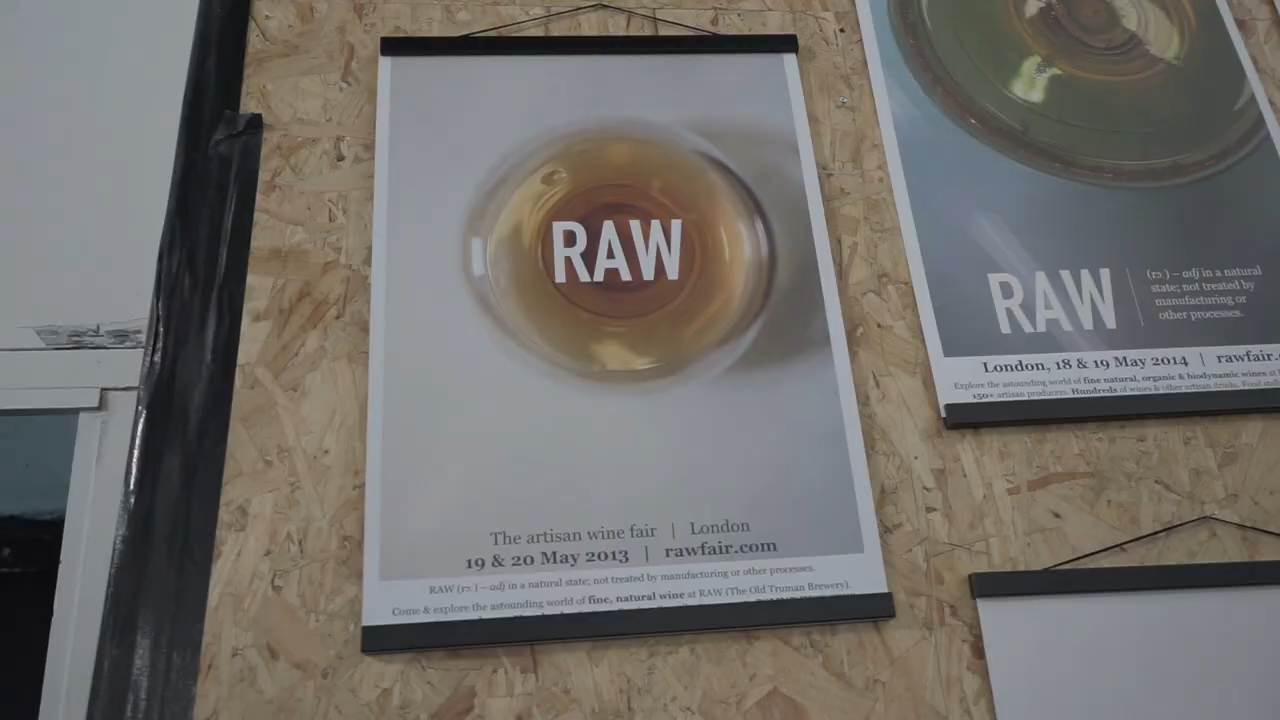 RAW
The artisan wine fair | London
19 & 20 May 2013 | rawfair.com
RAW (rɔ:) – adj in a natural state; not treated by manufacturing or other processes.
Come & explore the astounding world of fine, natural wine at RAW (The Old Truman Brewery).
RAW
(rɔ:) – adj in a natural
state; not treated by
manufacturing or
other processes.
London, 18 & 19 May 2014 | rawfair.
Explore the astounding world of fine natural, organic & biodynamic wines at
150+ artisan producers. Hundreds of wines & other artisan drinks. Food